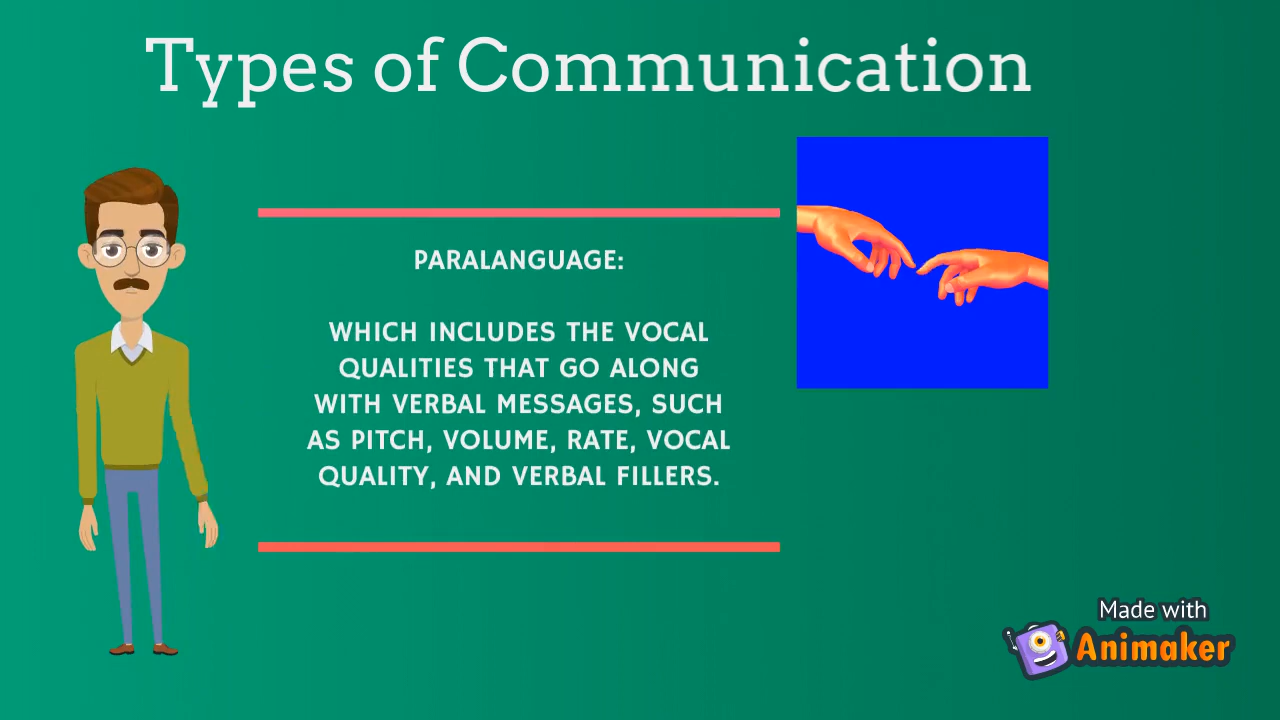 Types of Communication
PARALANGUAGE:
WHICH INCLUDES THE VOCAL
QUALITIES THAT GO ALONG
WITH VERBAL MESSAGES, SUCH
AS PITCH, VOLUME, RATE, VOCAL
QUALITY, AND VERBAL FILLERS.
Made with
Animaker